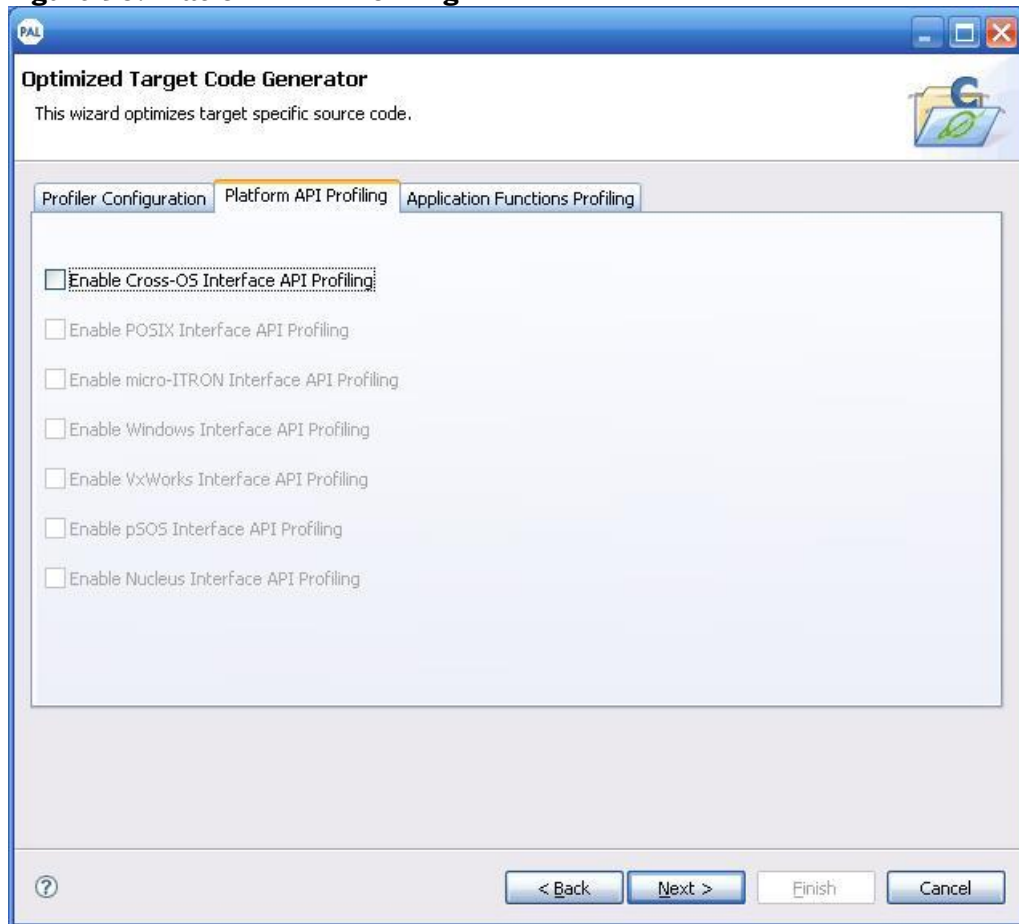 PAL
Optimized Target Code Generator
This wizard optimizes target specific source code.
Profiler Configuration Platform API Profiling Application Functions Profiling
Enable Cross-OS Interface API Profiling
Enable POSIX Interface API Profiling
Enable micro-ITRON Interface API Profiling
Enable Windows Interface API Profiling
Enable VxWorks Interface API Profiling
Enable pSOS Interface API Profiling
Enable Nucleus Interface API Profiling
< Back Next > Finish Cancel